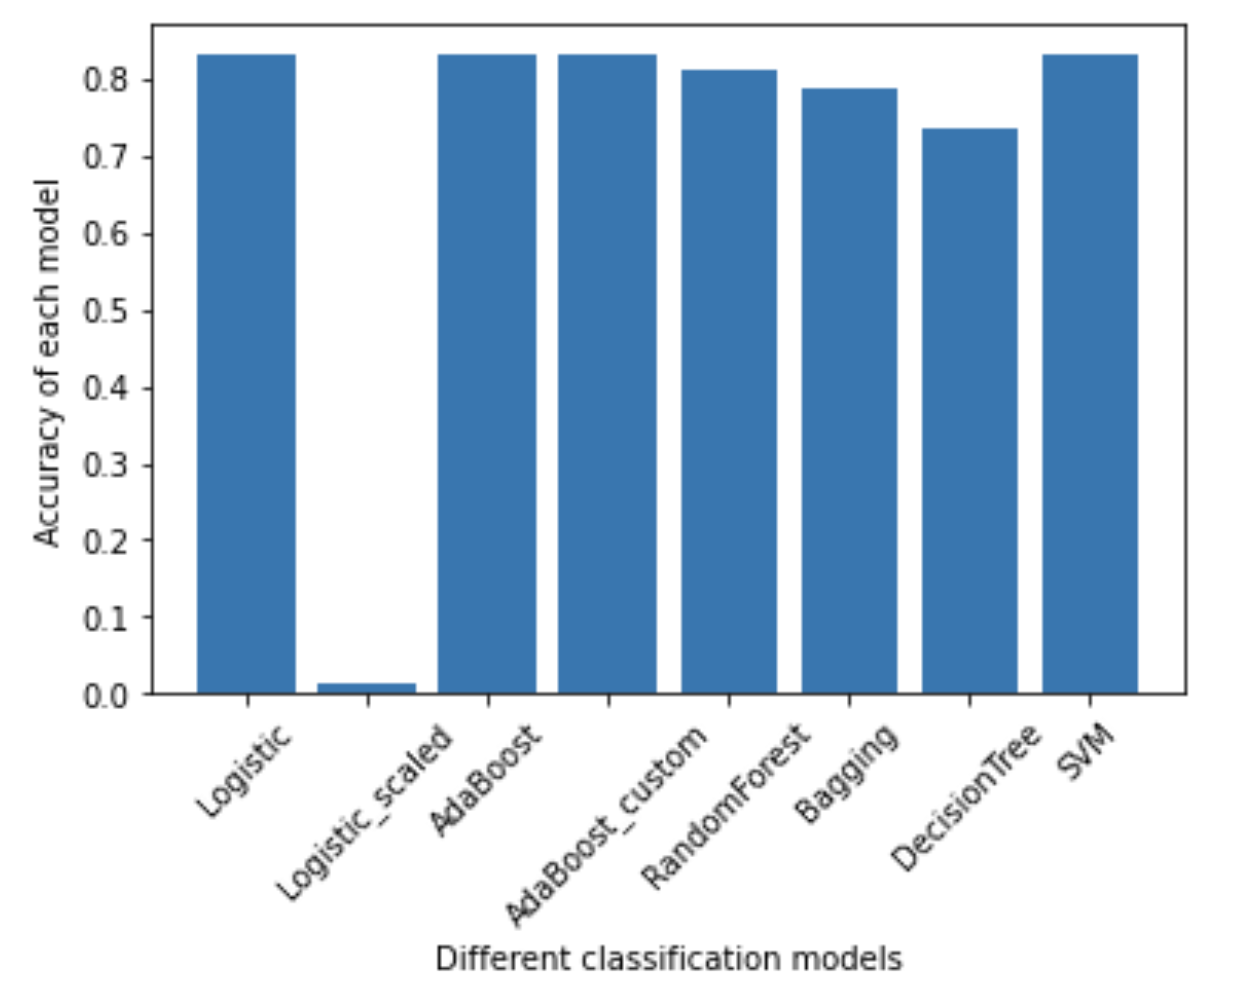 Accuracy of each model
0.8
0.7
0.6
0.5
0.4
0.3
0.2
0.1
0.0
Logistic
Logistic_scaled
AdaBoost
AdaBoost_custom
RandomForest
Bagging
DecisionTree
SVM
Different classification models